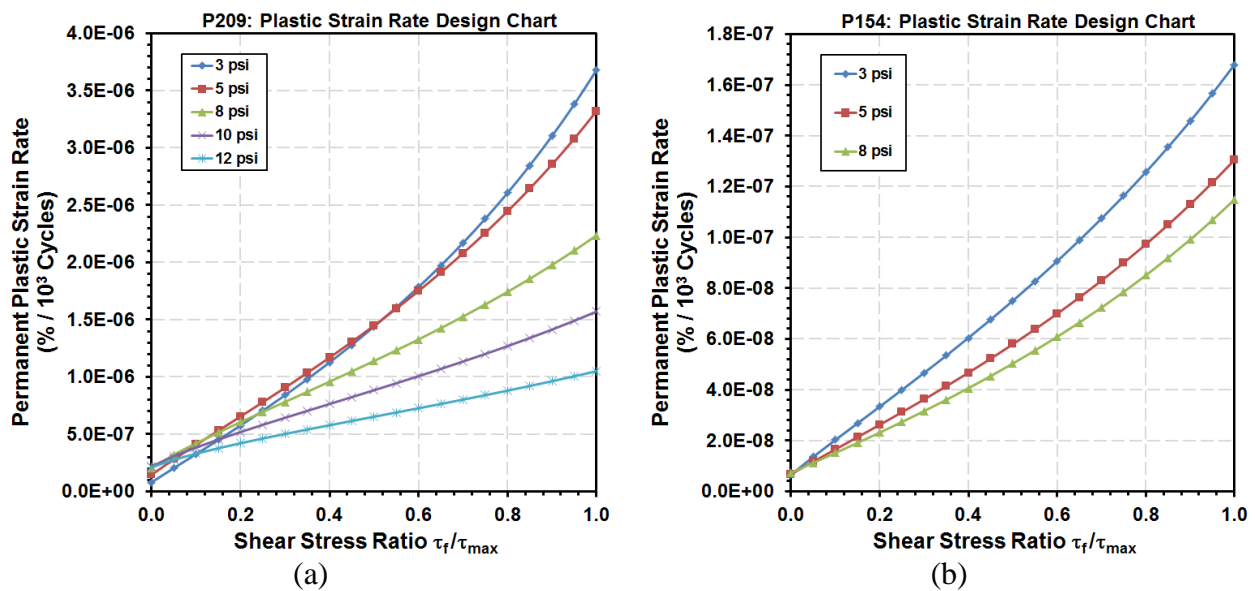 P209: Plastic Strain Rate Design Chart
4.0E-06
3.5E-06
3.0E-06
2.5E-06
2.0E-06
1.5E-06
1.0E-06
5.0E-07
0.0E+00
Permanent Plastic Strain Rate
(% / 10³ Cycles)
3 psi
5 psi
8 psi
10 psi
12 psi
0.0 0.2 0.4 0.6 0.8 1.0
Shear Stress Ratio τf/τmax
(a)
P154: Plastic Strain Rate Design Chart
1.8E-07
1.6E-07
1.4E-07
1.2E-07
1.0E-07
8.0E-08
6.0E-08
4.0E-08
2.0E-08
0.0E+00
Permanent Plastic Strain Rate
(% / 10³ Cycles)
3 psi
5 psi
8 psi
0.0 0.2 0.4 0.6 0.8 1.0
Shear Stress Ratio τf/τmax
(b)